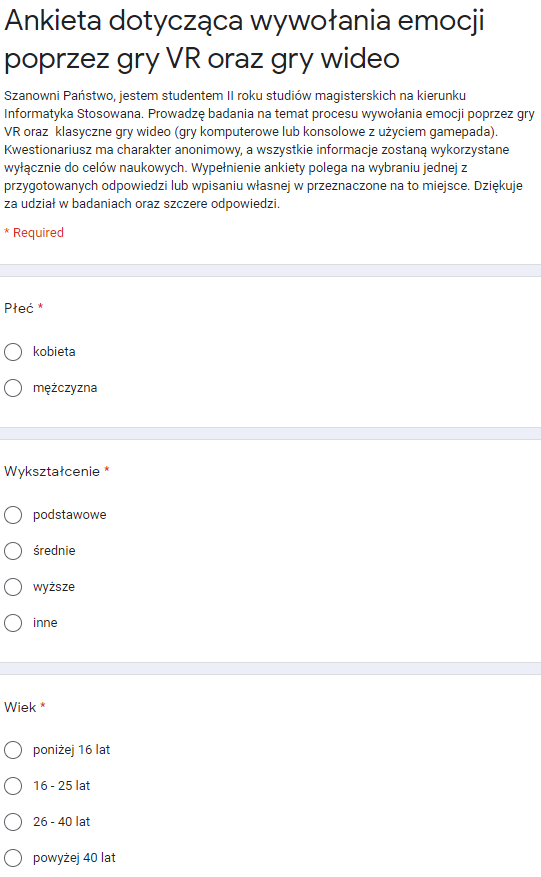 Ankieta dotycząca wywołania emocji
poprzez gry VR oraz gry wideo
Szanowni Państwo, jestem studentem II roku studiów magisterskich na kierunku
Informatyka Stosowana. Prowadzę badania na temat procesu wywołania emocji poprzez gry
VR oraz  klasyczne gry wideo (gry komputerowe lub konsolowe z użyciem gamepada).
Kwestionariusz ma charakter anonimowy, a wszystkie informacje zostaną wykorzystane
wyłącznie do celów naukowych. Wypełnienie ankiety polega na wybraniu jednej z
przygotowanych odpowiedzi lub wpisaniu własnej w przeznaczone na to miejsce. Dziękuje
za udział w badaniach oraz szczere odpowiedzi.
* Required
Płeć *
kobieta
mężczyzna
Wykształcenie *
podstawowe
średnie
wyższe
inne
Wiek *
poniżej 16 lat
16 - 25 lat
26 - 40 lat
powyżej 40 lat